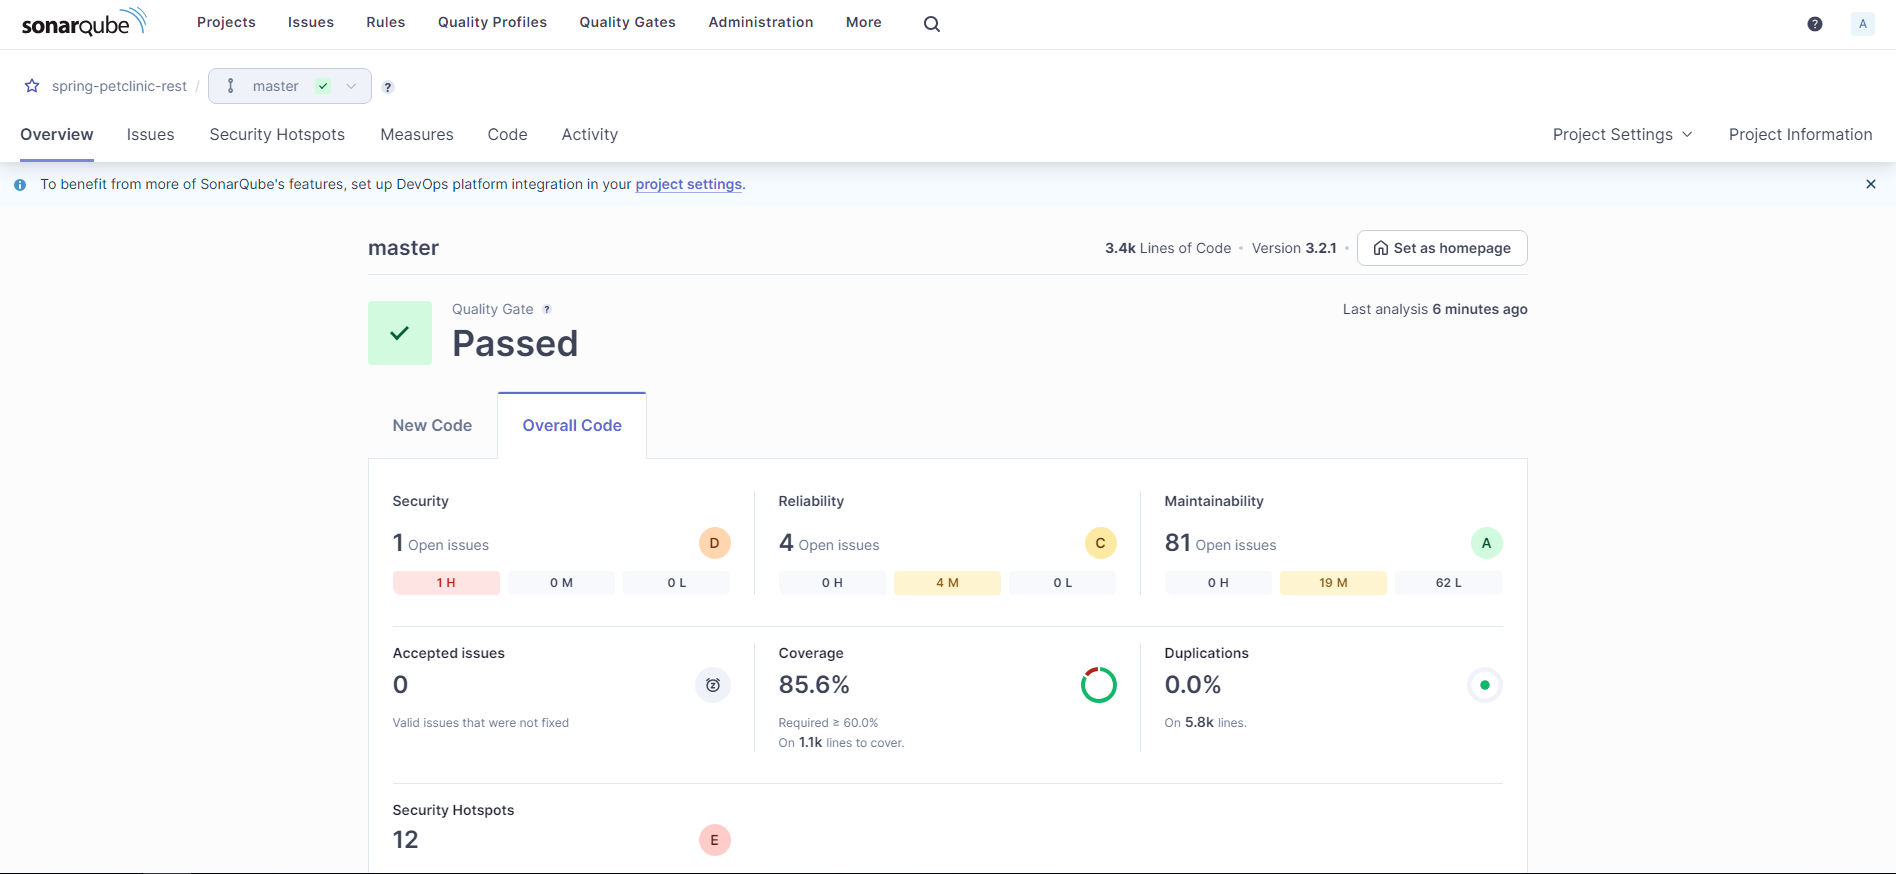 sonarqube Projects Issues Rules Quality Profiles Quality Gates Administration More ? A
spring-petclinic-rest / master ?
Overview Issues Security Hotspots Measures Code Activity Project Settings Project Information
To benefit from more of SonarQube's features, set up DevOps platform integration in your project settings.
master 3.4k Lines of Code • Version 3.2.1 • Set as homepage
Quality Gate ? Last analysis 6 minutes ago
Passed
New Code Overall Code
Security Reliability Maintainability
1 Open issues D 4 Open issues C 81 Open issues A
1 H 0 M 0 L 0 H 4 M 0 L 0 H 19 M 62 L
Accepted issues Coverage Duplications
0 85.6% 0.0%
Valid issues that were not fixed Required ≥ 60.0% On 5.8k lines.
On 1.1k lines to cover.
Security Hotspots
12 E